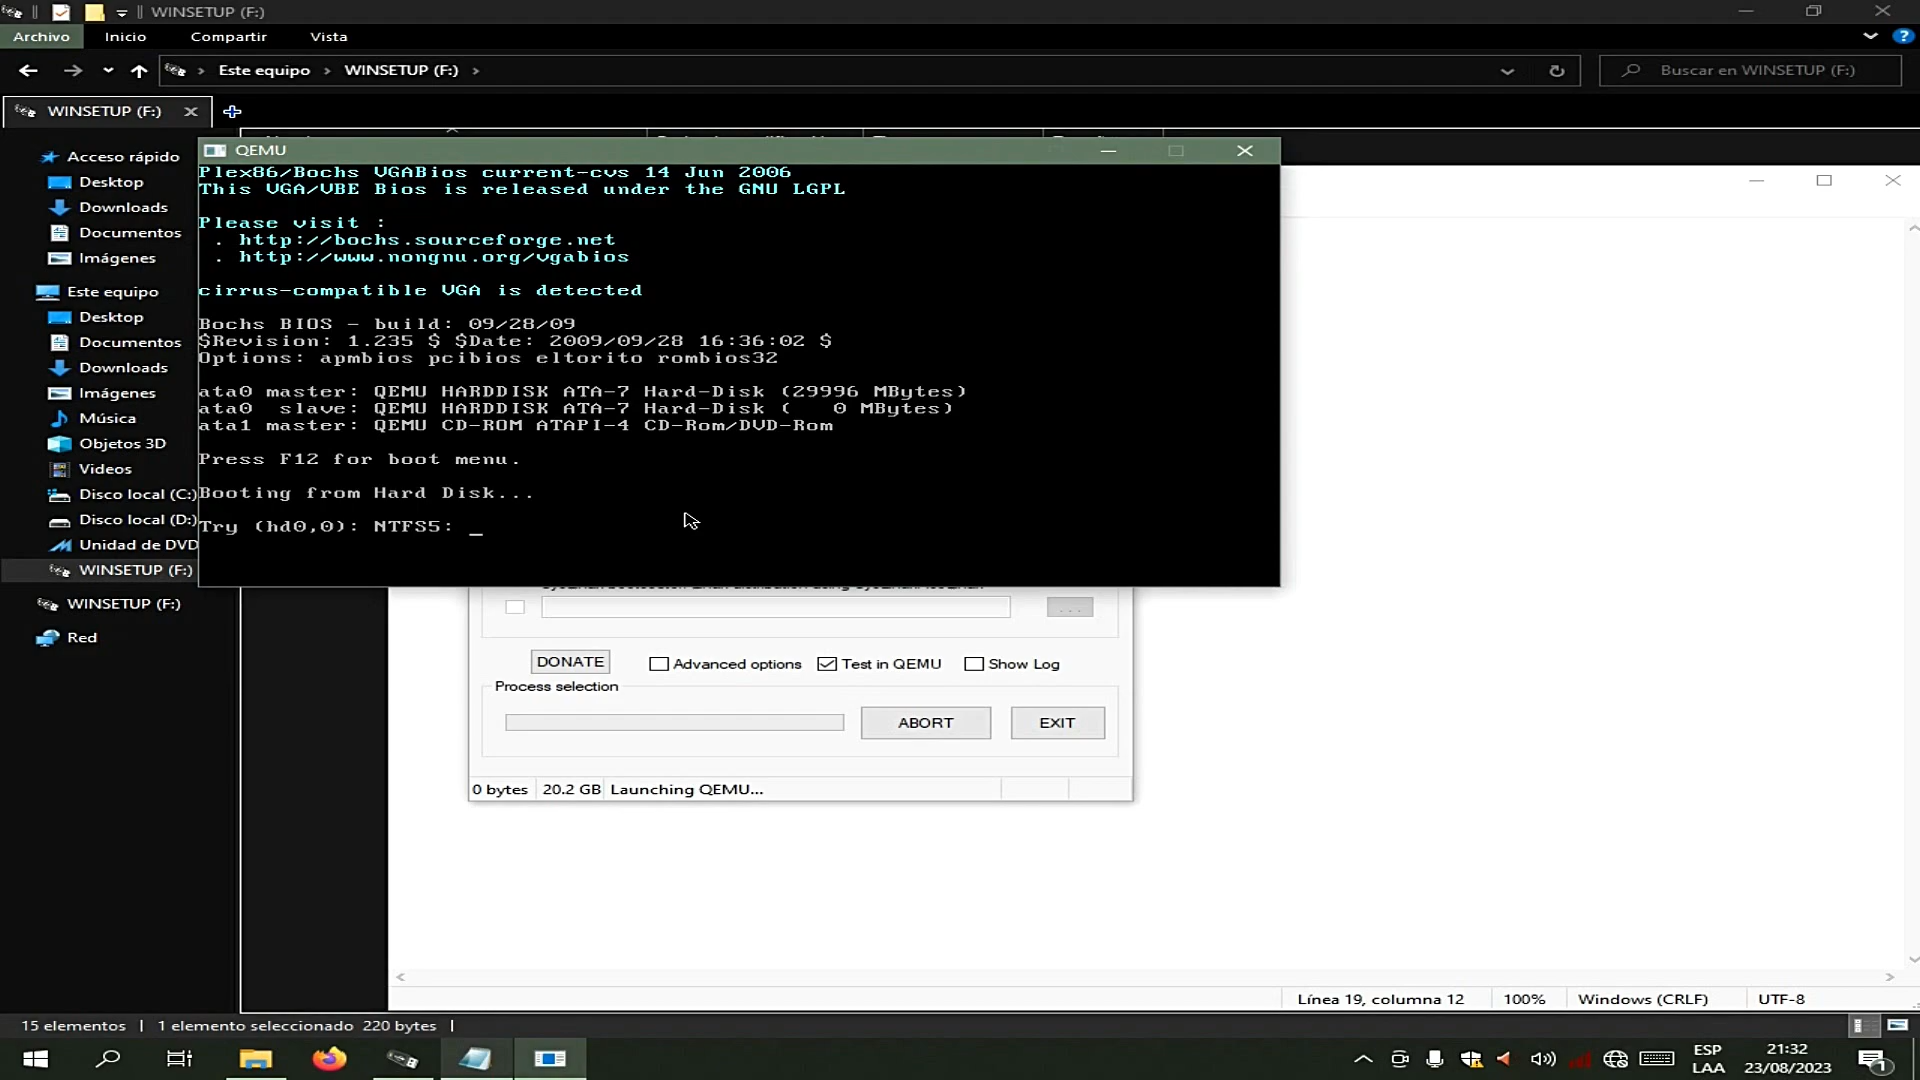 WINSETUP (F:)
Archivo
Inicio
Compartir
Vista
Este equipo
WINSETUP (F:)
Buscar en WINSETUP (F:)
WINSETUP (F:)
Acceso rápido
Desktop
Downloads
Documentos
Imágenes
Este equipo
Desktop
Documentos
Downloads
Imágenes
Música
Objetos 3D
Videos
Disco local (C:)
Disco local (D:)
Unidad de DVD
WINSETUP (F:)
WINSETUP (F:)
Red
QEMU
Plex86/Bochs VGABios current-cvs 14 Jun 2006
This VGA/VBE Bios is released under the GNU LGPL
Please visit :
. http://bochs.sourceforge.net
. http://www.nongnu.org/vgabios
cirrus-compatible VGA is detected
Bochs BIOS - build: 09/28/09
$Revision: 1.235 $ $Date: 2009/09/28 16:36:02 $
Options: apmbios pcibios eltorito rombios32
ata0 master: QEMU HARDDISK ATA-7 Hard-Disk (29996 MBytes)
ata0 slave: QEMU HARDDISK ATA-7 Hard-Disk ( 0 MBytes)
ata1 master: QEMU CD-ROM ATAPI-4 CD-Rom/DVD-Rom
Press F12 for boot menu.
Booting from Hard Disk...
Try (hd0,0): NTFS5: _
...
DONATE
Advanced options
Test in QEMU
Show Log
Process selection
ABORT
EXIT
0 bytes
20.2 GB
Launching QEMU...
Línea 19, columna 12
100%
Windows (CRLF)
UTF-8
15 elementos
1 elemento seleccionado 220 bytes
ESP
LAA
21:32
23/08/2023
1